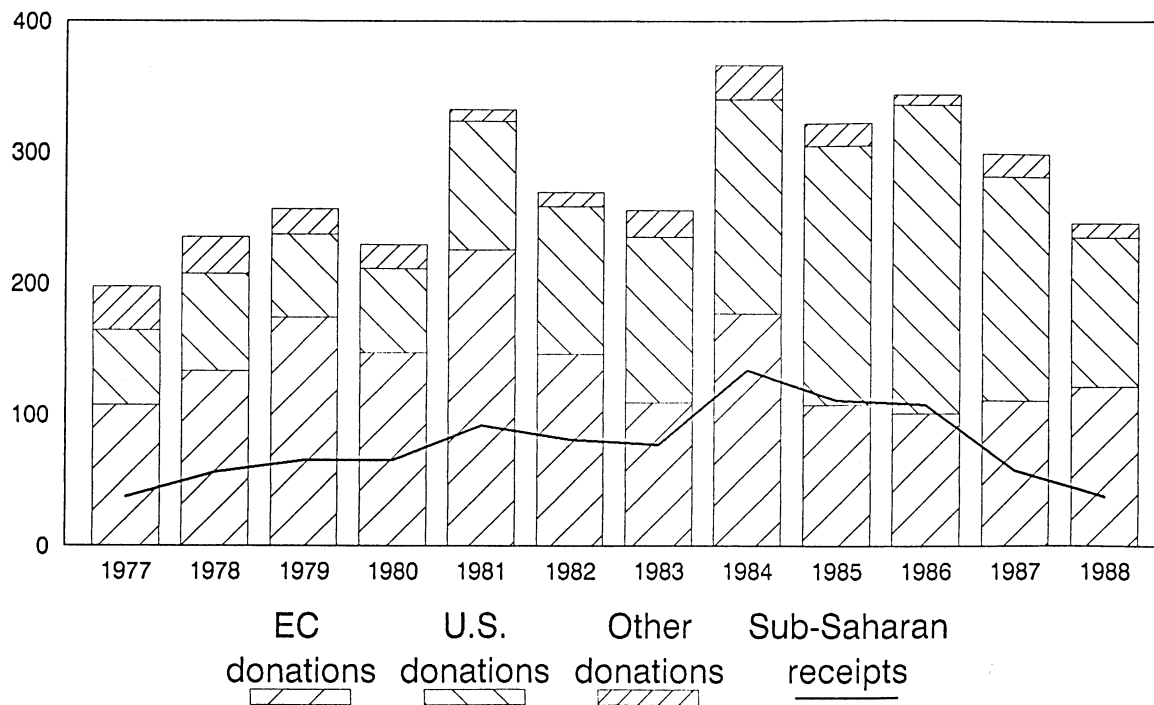 400
300
200
100
0
1977 1978 1979 1980 1981 1982 1983 1984 1985 1986 1987 1988
EC U.S. Other Sub-Saharan
donations donations donations receipts